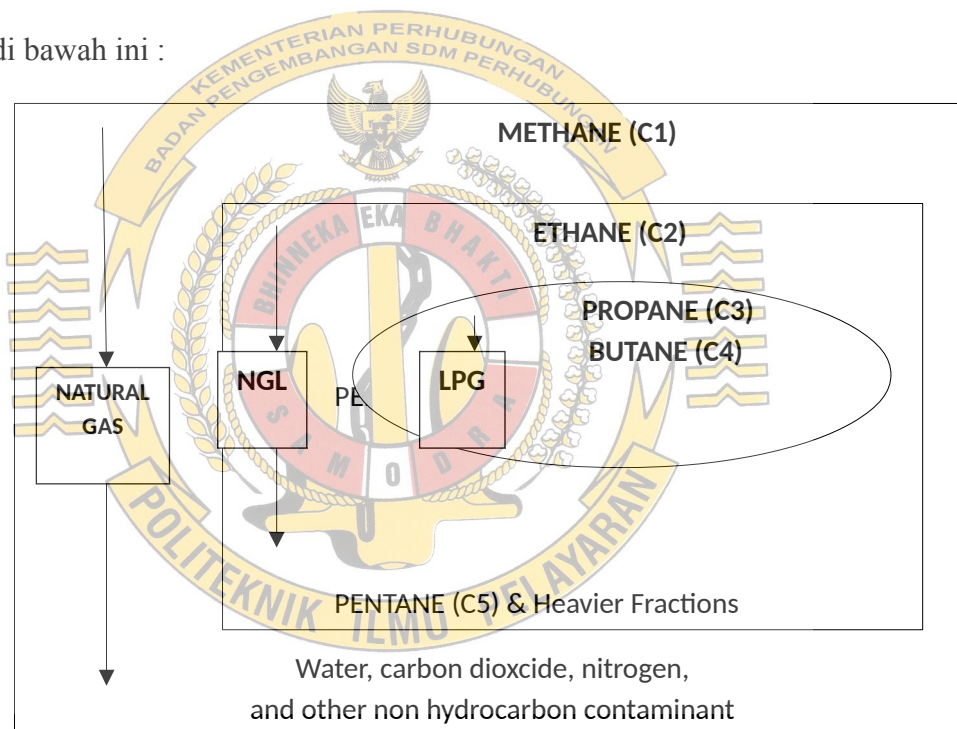 di bawah ini :
KEMENTERIAN PERHUBUNGAN
BADAN PENGEMBANGAN SDM PERHUBUNGAN
METHANE (C1)
BHINNEKA EKA BHAKTI
ETHANE (C2)
PROPANE (C3)
BUTANE (C4)
NATURAL
GAS
NGL
PE
LPG
SAMODRA
POLITEKNIK ILMU PELAYARAN
PENTANE (C5) & Heavier Fractions
Water, carbon dioxcide, nitrogen,
and other non hydrocarbon contaminant